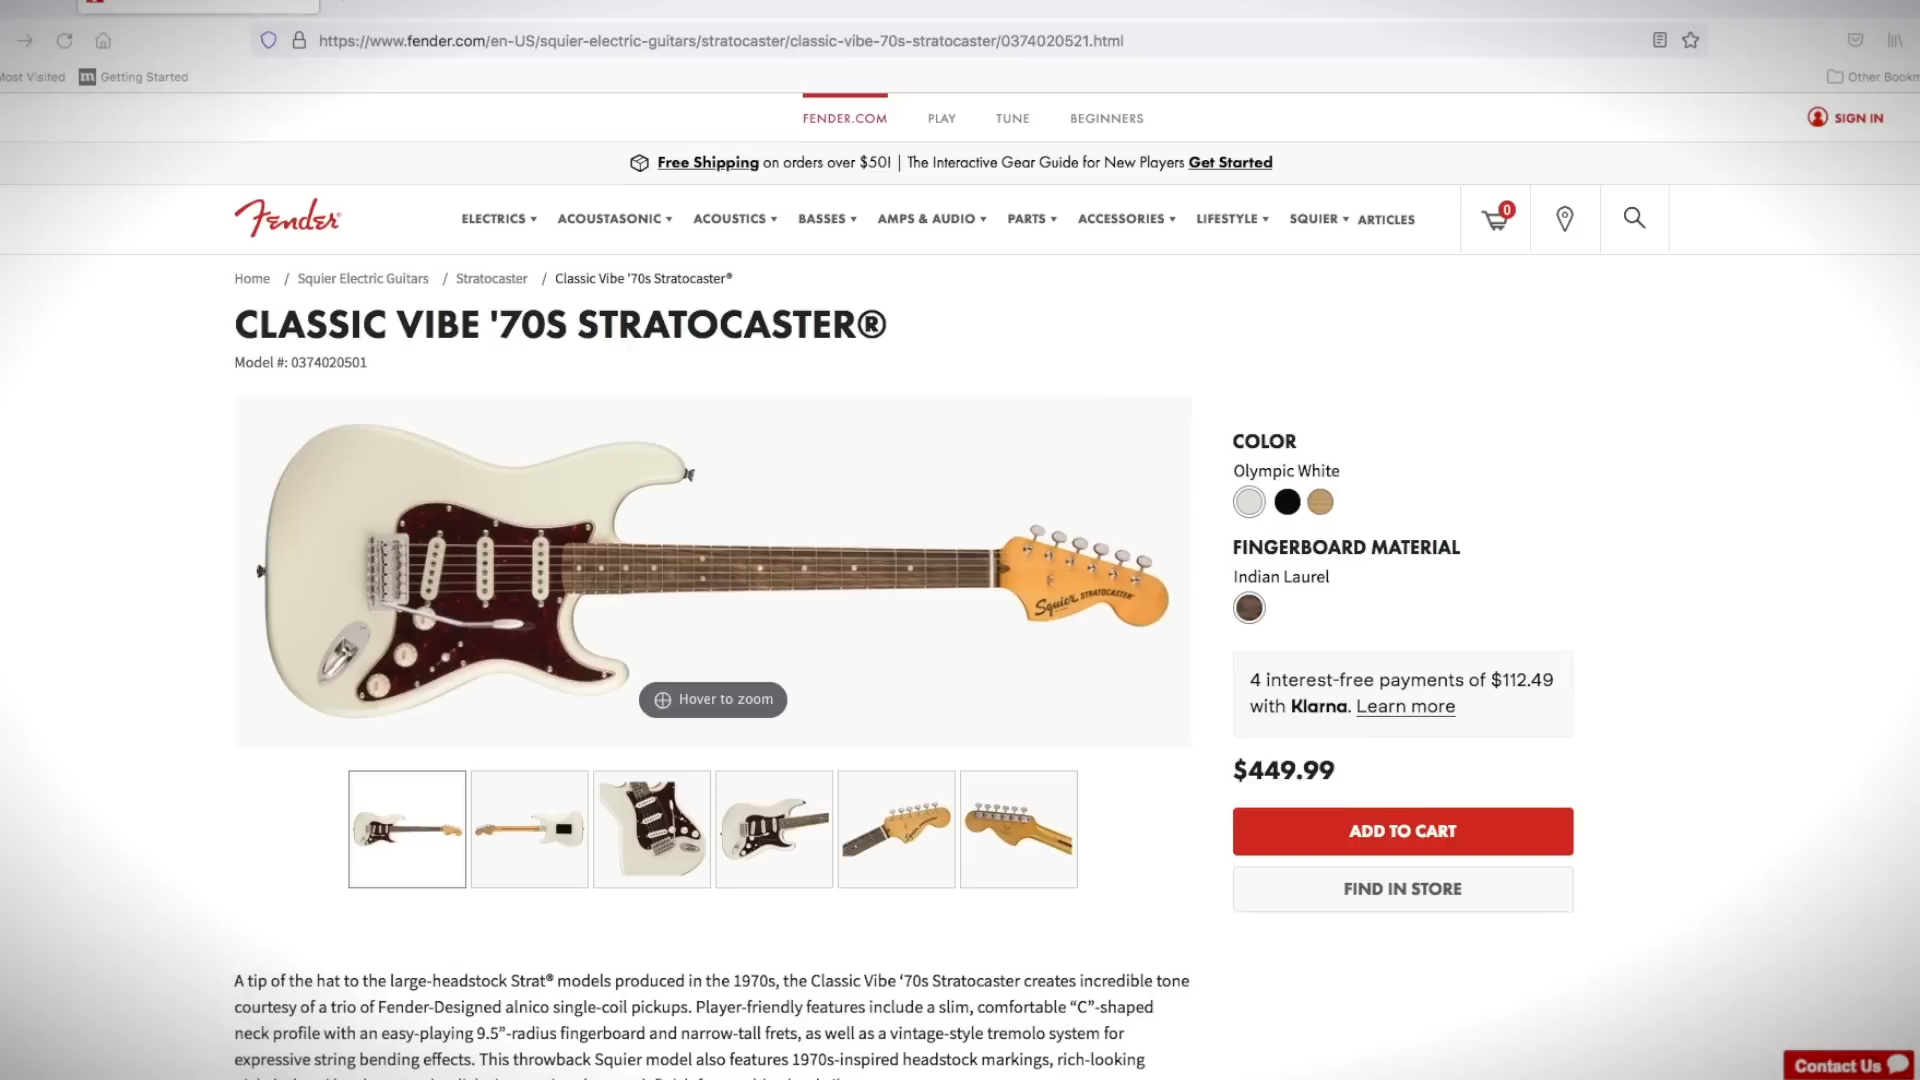 https://www.fender.com/en-US/squier-electric-guitars/stratocaster/classic-vibe-70s-stratocaster/0374020521.html
Most Visited
m Getting Started
Other Bookm
FENDER.COM
PLAY
TUNE
BEGINNERS
SIGN IN
Free Shipping on orders over $50! | The Interactive Gear Guide for New Players Get Started
Fender
ELECTRICS
ACOUSTASONIC
ACOUSTICS
BASSES
AMPS & AUDIO
PARTS
ACCESSORIES
LIFESTYLE
SQUIER
ARTICLES
0
Home / Squier Electric Guitars / Stratocaster / Classic Vibe '70s Stratocaster®
CLASSIC VIBE '70S STRATOCASTER®
Model #: 0374020501
Squier STRATOCASTER
Hover to zoom
COLOR
Olympic White
FINGERBOARD MATERIAL
Indian Laurel
4 interest-free payments of $112.49
with Klarna. Learn more
$449.99
ADD TO CART
FIND IN STORE
A tip of the hat to the large-headstock Strat® models produced in the 1970s, the Classic Vibe ‘70s Stratocaster creates incredible tone
courtesy of a trio of Fender-Designed alnico single-coil pickups. Player-friendly features include a slim, comfortable “C”-shaped
neck profile with an easy-playing 9.5”-radius fingerboard and narrow-tall frets, as well as a vintage-style tremolo system for
expressive string bending effects. This throwback Squier model also features 1970s-inspired headstock markings, rich-looking
Contact Us